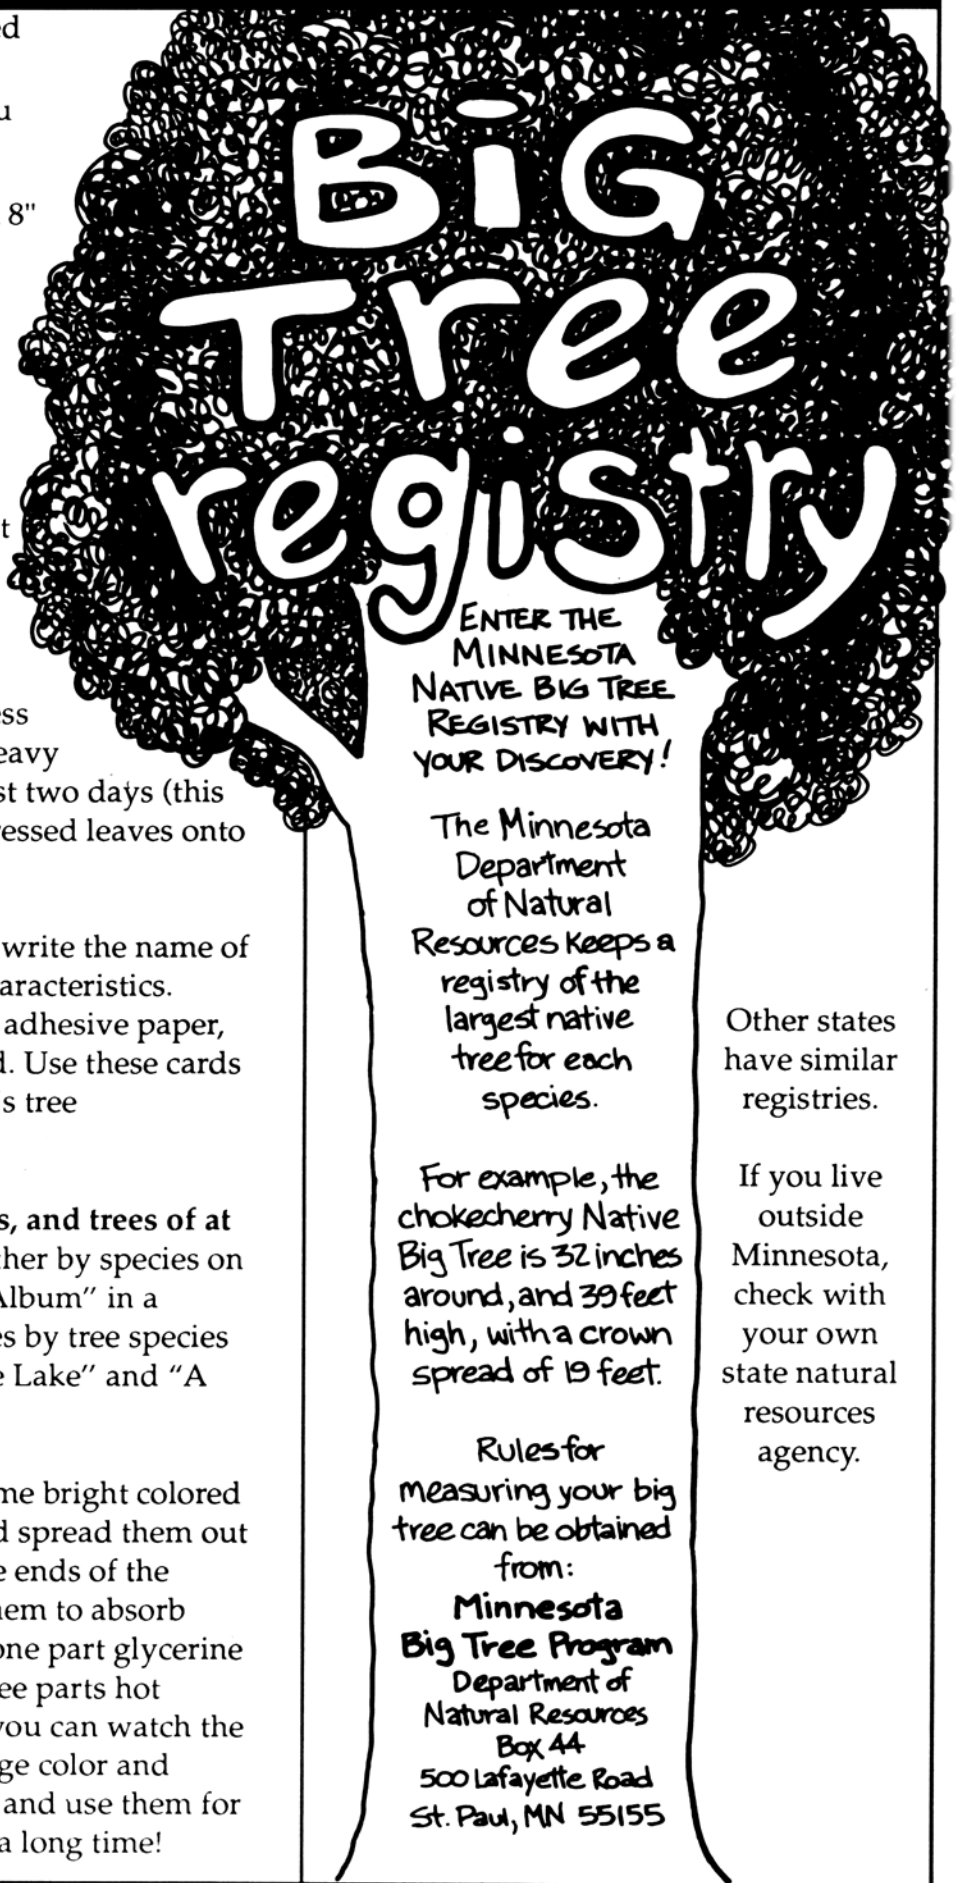 ed
u
8"
t
ess
eavy
st two days (this
ressed leaves onto
write the name of
aracteristics.
adhesive paper,
d. Use these cards
's tree
s, and trees of at
ther by species on
Album" in a
es by tree species
e Lake" and "A
me bright colored
d spread them out
e ends of the
hem to absorb
one part glycerine
ee parts hot
you can watch the
ge color and
and use them for
a long time!
BiG
Tree
registry
ENTER THE
MINNESOTA
NATIVE BIG TREE
REGISTRY WITH
YOUR DISCOVERY!
The Minnesota
Department
of Natural
Resources keeps a
registry of the
largest native
tree for each
species.
For example, the
chokecherry Native
Big Tree is 32 inches
around, and 39 feet
high, with a crown
spread of 19 feet.
Rules for
measuring your big
tree can be obtained
from:
Minnesota
Big Tree Program
Department of
Natural Resources
Box 44
500 Lafayette Road
St. Paul, MN 55155
Other states
have similar
registries.
If you live
outside
Minnesota,
check with
your own
state natural
resources
agency.